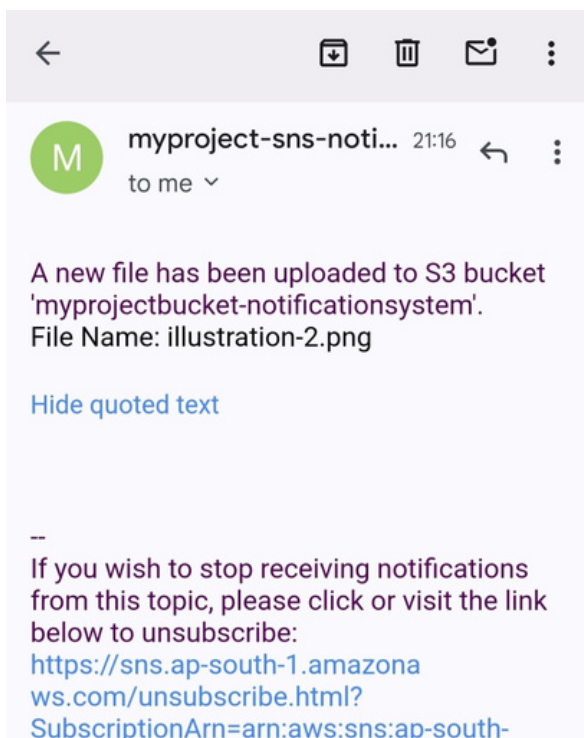 M
myproject-sns-noti... 21:16
to me
A new file has been uploaded to S3 bucket
'myprojectbucket-notificationsystem'.
File Name: illustration-2.png
Hide quoted text
--
If you wish to stop receiving notifications
from this topic, please click or visit the link
below to unsubscribe:
https://sns.ap-south-1.amazona
ws.com/unsubscribe.html?
SubscriptionArn=arn:aws:sns:ap-south-